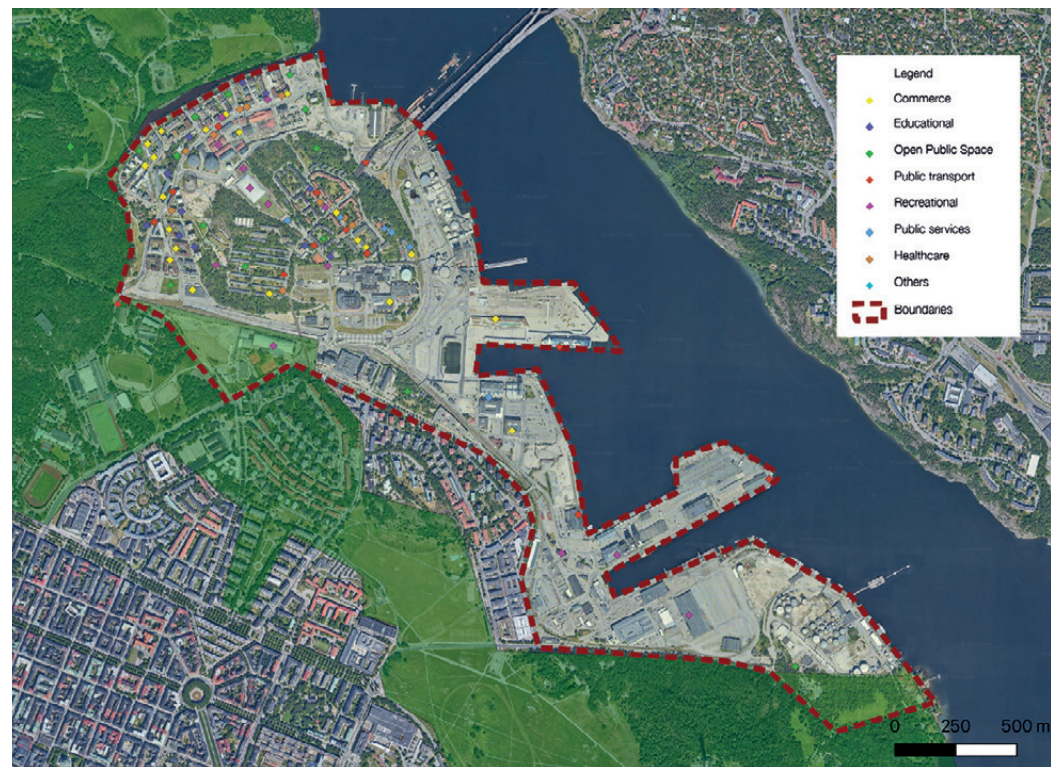 Legend
Commerce
Educational
Open Public Space
Public transport
Recreational
Public services
Healthcare
Others
Boundaries
0 250 500 m